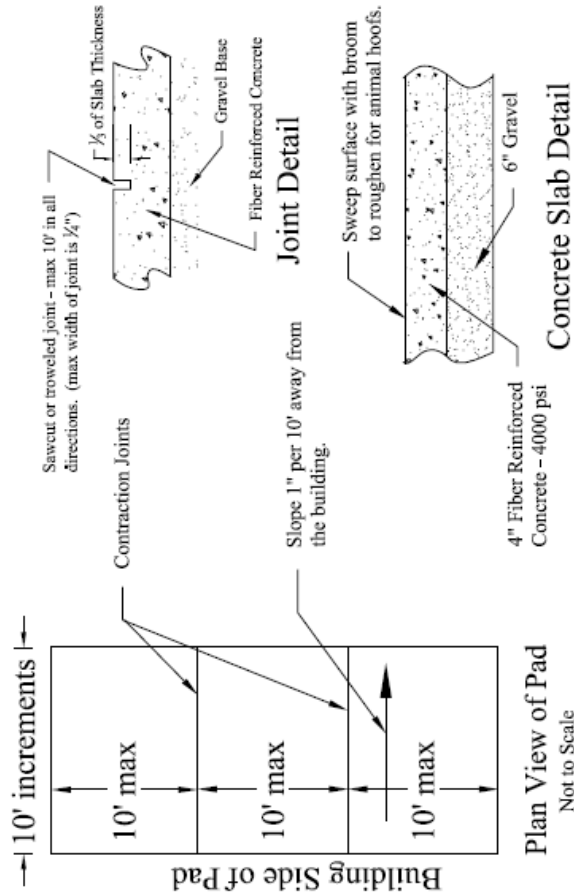 10' increments
10' max
10' max
10' max
Building Side of Pad
Plan View of Pad
Not to Scale
Contraction Joints
Slope 1" per 10' away from
the building.
Sawcut or troweled joint - max 10' in all
directions. (max width of joint is ¼")
⅓ of Slab Thickness
Gravel Base
Fiber Reinforced Concrete
Joint Detail
Sweep surface with broom
to roughen for animal hoofs.
6" Gravel
4" Fiber Reinforced
Concrete - 4000 psi
Concrete Slab Detail